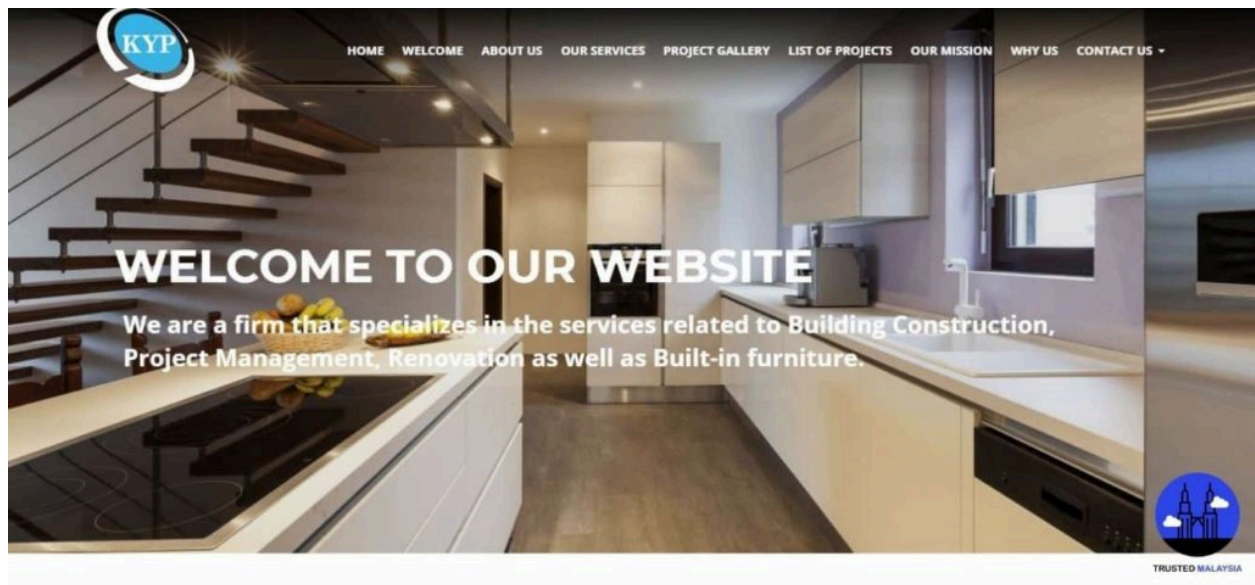 KYP
HOME WELCOME ABOUT US OUR SERVICES PROJECT GALLERY LIST OF PROJECTS OUR MISSION WHY US CONTACT US
WELCOME TO OUR WEBSITE
We are a firm that specializes in the services related to Building Construction,
Project Management, Renovation as well as Built-in furniture.
TRUSTED MALAYSIA